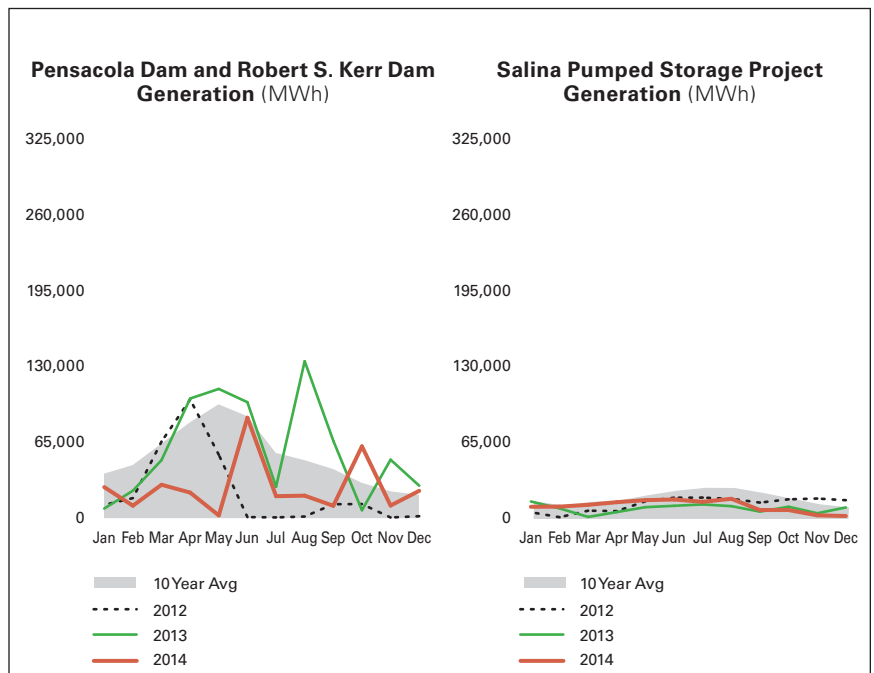 Pensacola Dam and Robert S. Kerr Dam
Generation (MWh)
325,000
260,000
195,000
130,000
65,000
0
Jan Feb Mar Apr May Jun Jul Aug Sep Oct Nov Dec
10 Year Avg
2012
2013
2014
Salina Pumped Storage Project
Generation (MWh)
325,000
260,000
195,000
130,000
65,000
0
Jan Feb Mar Apr May Jun Jul Aug Sep Oct Nov Dec
10 Year Avg
2012
2013
2014